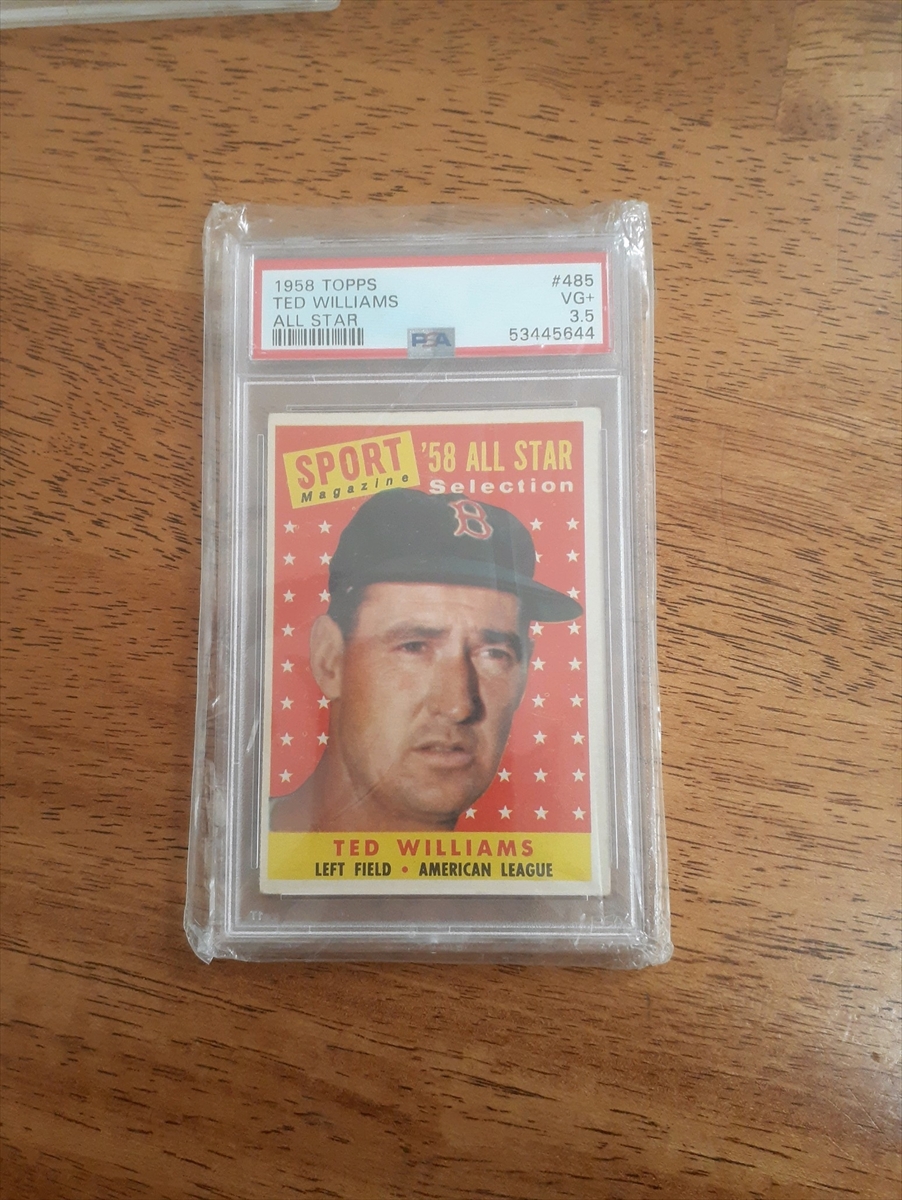 1958 TOPPS #485
TED WILLIAMS VG+
ALL STAR 3.5
PSA 53445644
SPORT '58 ALL STAR
Magazine Selection
B
TED WILLIAMS
LEFT FIELD • AMERICAN LEAGUE